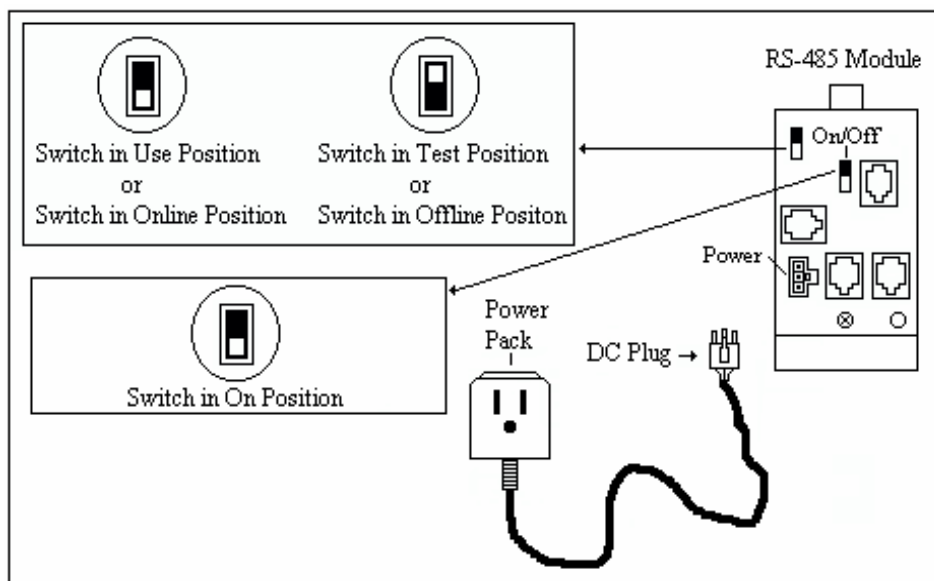 RS-485 Module
On/Off
Switch in Use Position
or
Switch in Online Position
Switch in Test Position
or
Switch in Offline Positon
Power
Switch in On Position
Power
Pack
DC Plug